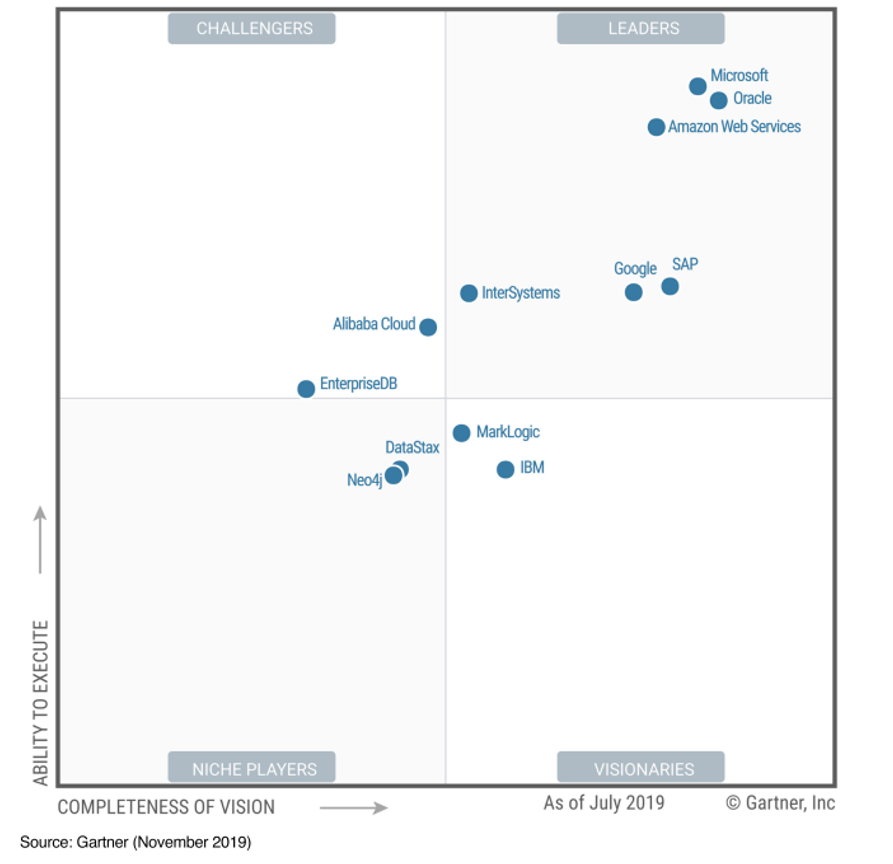 CHALLENGERS
LEADERS
Microsoft
Oracle
Amazon Web Services
Google
SAP
InterSystems
Alibaba Cloud
EnterpriseDB
MarkLogic
DataStax
IBM
Neo4j
ABILITY TO EXECUTE
NICHE PLAYERS
VISIONARIES
COMPLETENESS OF VISION
As of July 2019
© Gartner, Inc
Source: Gartner (November 2019)